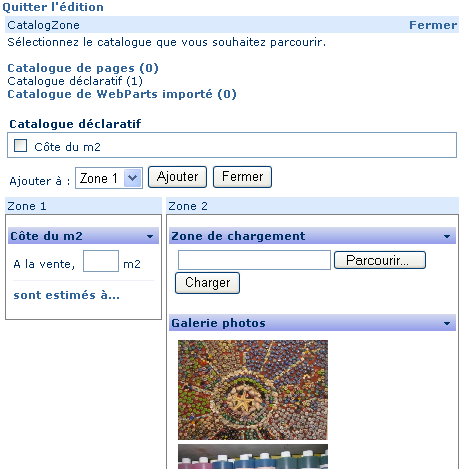 Quitter l'édition
CatalogZone Fermer
Sélectionnez le catalogue que vous souhaitez parcourir.
Catalogue de pages (0)
Catalogue déclaratif (1)
Catalogue de WebParts importé (0)
Catalogue déclaratif
Côte du m2
Ajouter à : Zone 1 Ajouter Fermer
Zone 1
Côte du m2
A la vente, m2
sont estimés à...
Zone 2
Zone de chargement
Parcourir...
Charger
Galerie photos